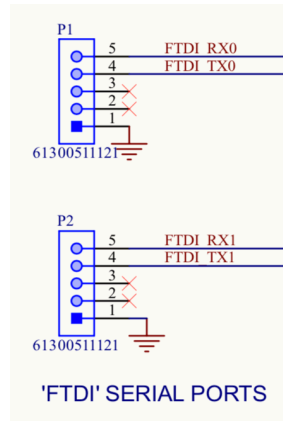 P1
5 FTDI_RX0
4 FTDI_TX0
3
2
1
61300511121
P2
5 FTDI_RX1
4 FTDI_TX1
3
2
1
61300511121
'FTDI' SERIAL PORTS